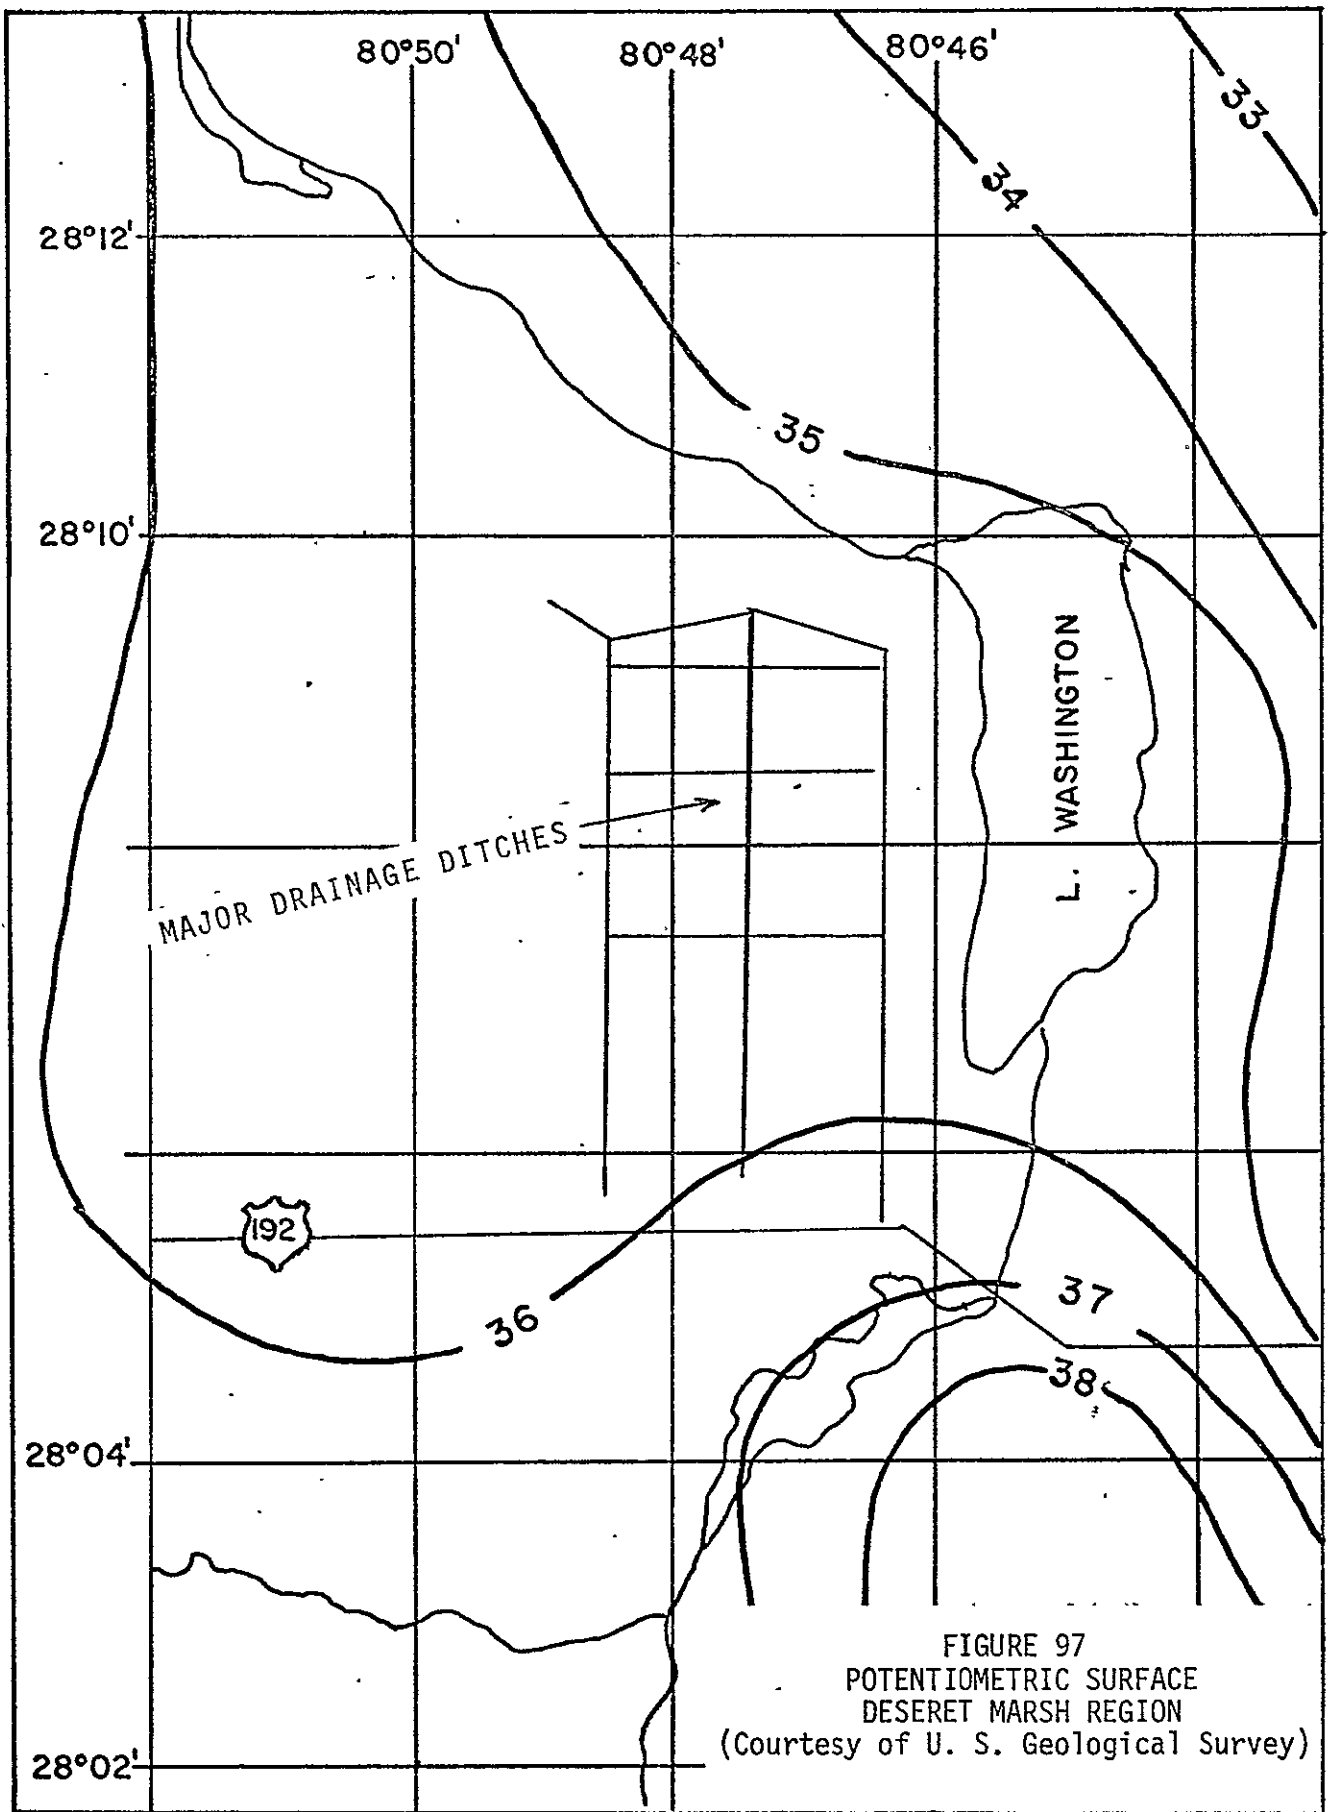 80°50'
80°48'
80°46'
33
34
28°12'
35
28°10'
L. WASHINGTON
MAJOR DRAINAGE DITCHES
192
36
37
38
28°04'
28°02'
FIGURE 97
POTENTIOMETRIC SURFACE
DESERET MARSH REGION
(Courtesy of U. S. Geological Survey)